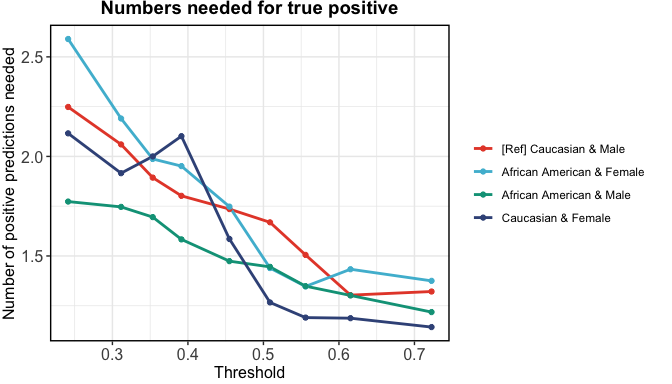 Numbers needed for true positive
Number of positive predictions needed
2.5
2.0
1.5
0.3 0.4 0.5 0.6 0.7
Threshold
[Ref] Caucasian & Male
African American & Female
African American & Male
Caucasian & Female